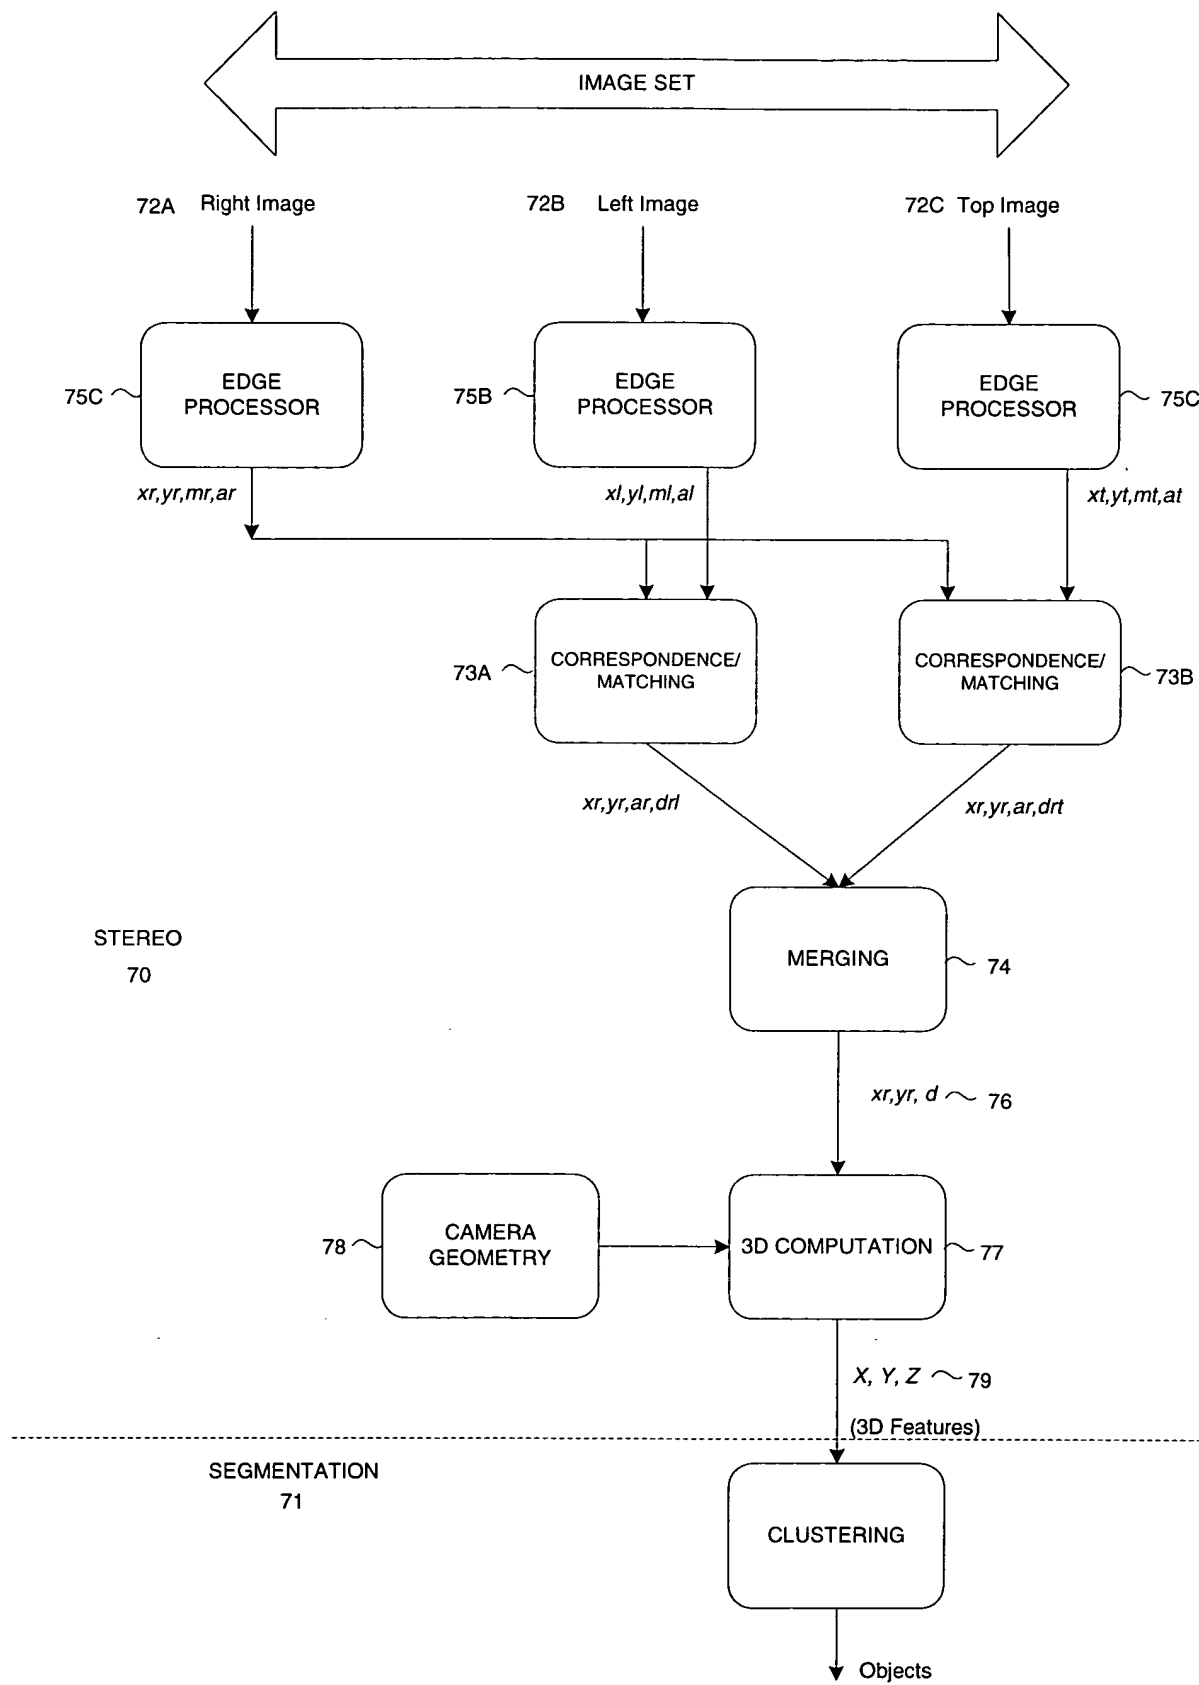 IMAGE SET
72A Right Image
72B Left Image
72C Top Image
EDGE
PROCESSOR
75C
EDGE
PROCESSOR
75B
EDGE
PROCESSOR
75C
xr,yr,mr,ar
xl,yl,ml,al
xt,yt,mt,at
73A
CORRESPONDENCE/
MATCHING
CORRESPONDENCE/
MATCHING
73B
xr,yr,ar,drl
xr,yr,ar,drt
STEREO
70
MERGING
74
xr,yr, d
76
78
CAMERA
GEOMETRY
3D COMPUTATION
77
X, Y, Z
79
(3D Features)
SEGMENTATION
71
CLUSTERING
Objects